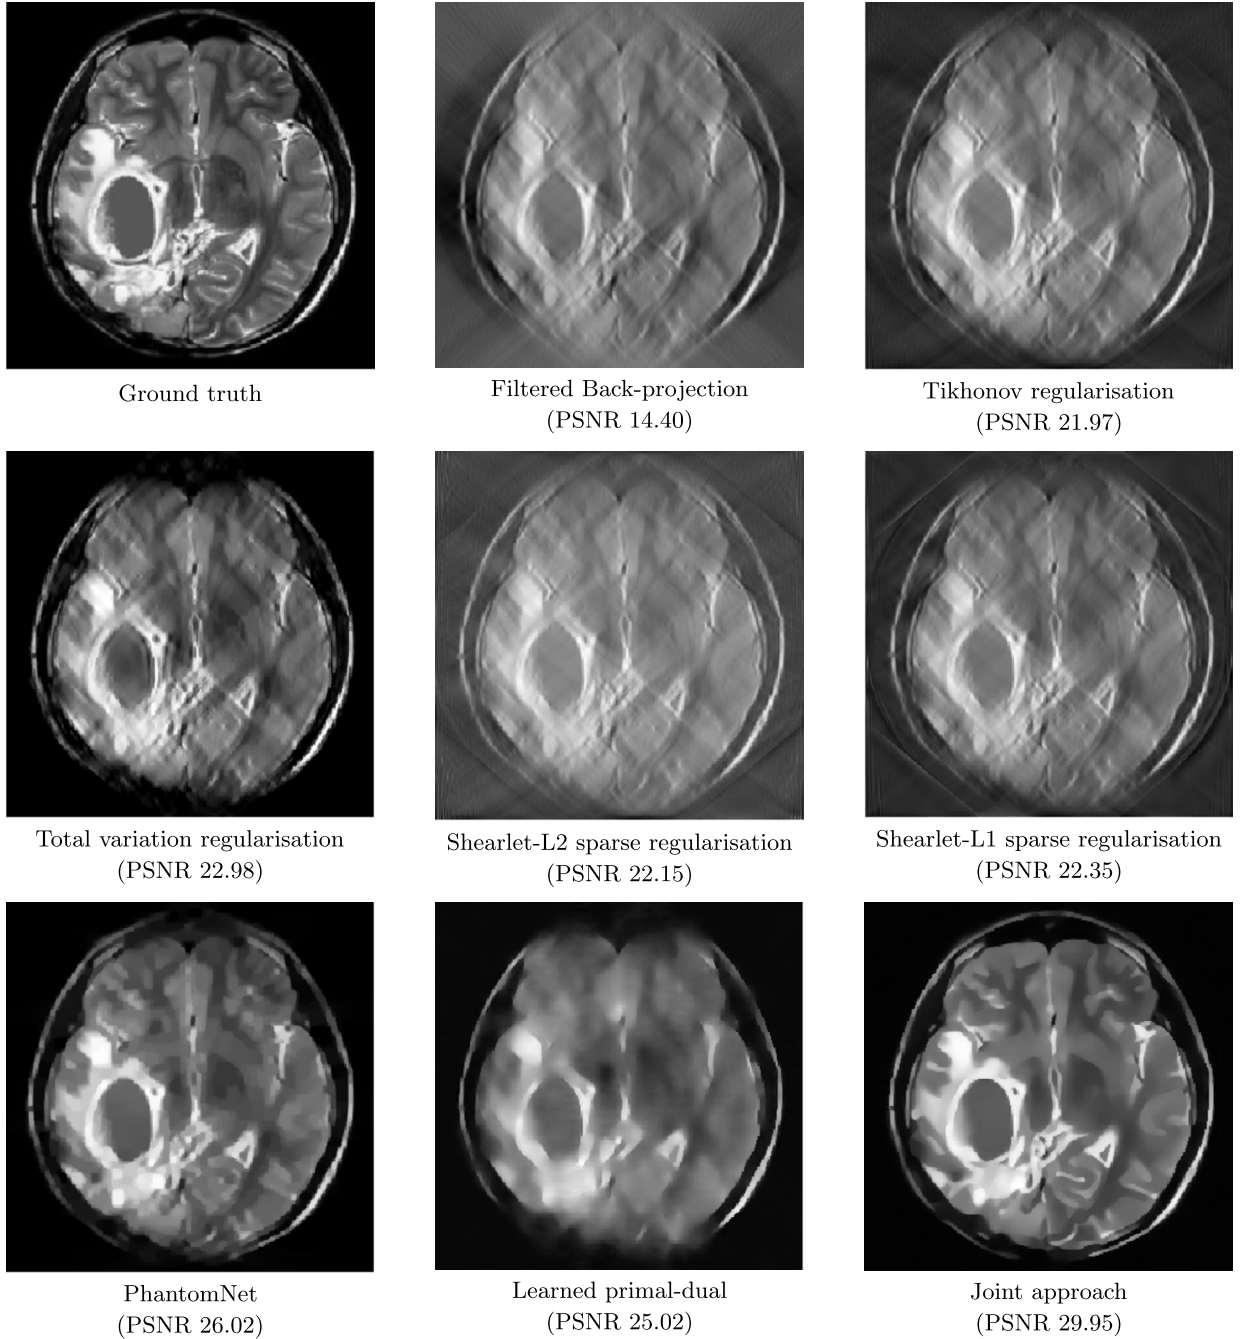 Ground truth
Filtered Back-projection
(PSNR 14.40)
Tikhonov regularisation
(PSNR 21.97)
Total variation regularisation
(PSNR 22.98)
Shearlet-L2 sparse regularisation
(PSNR 22.15)
Shearlet-L1 sparse regularisation
(PSNR 22.35)
PhantomNet
(PSNR 26.02)
Learned primal-dual
(PSNR 25.02)
Joint approach
(PSNR 29.95)